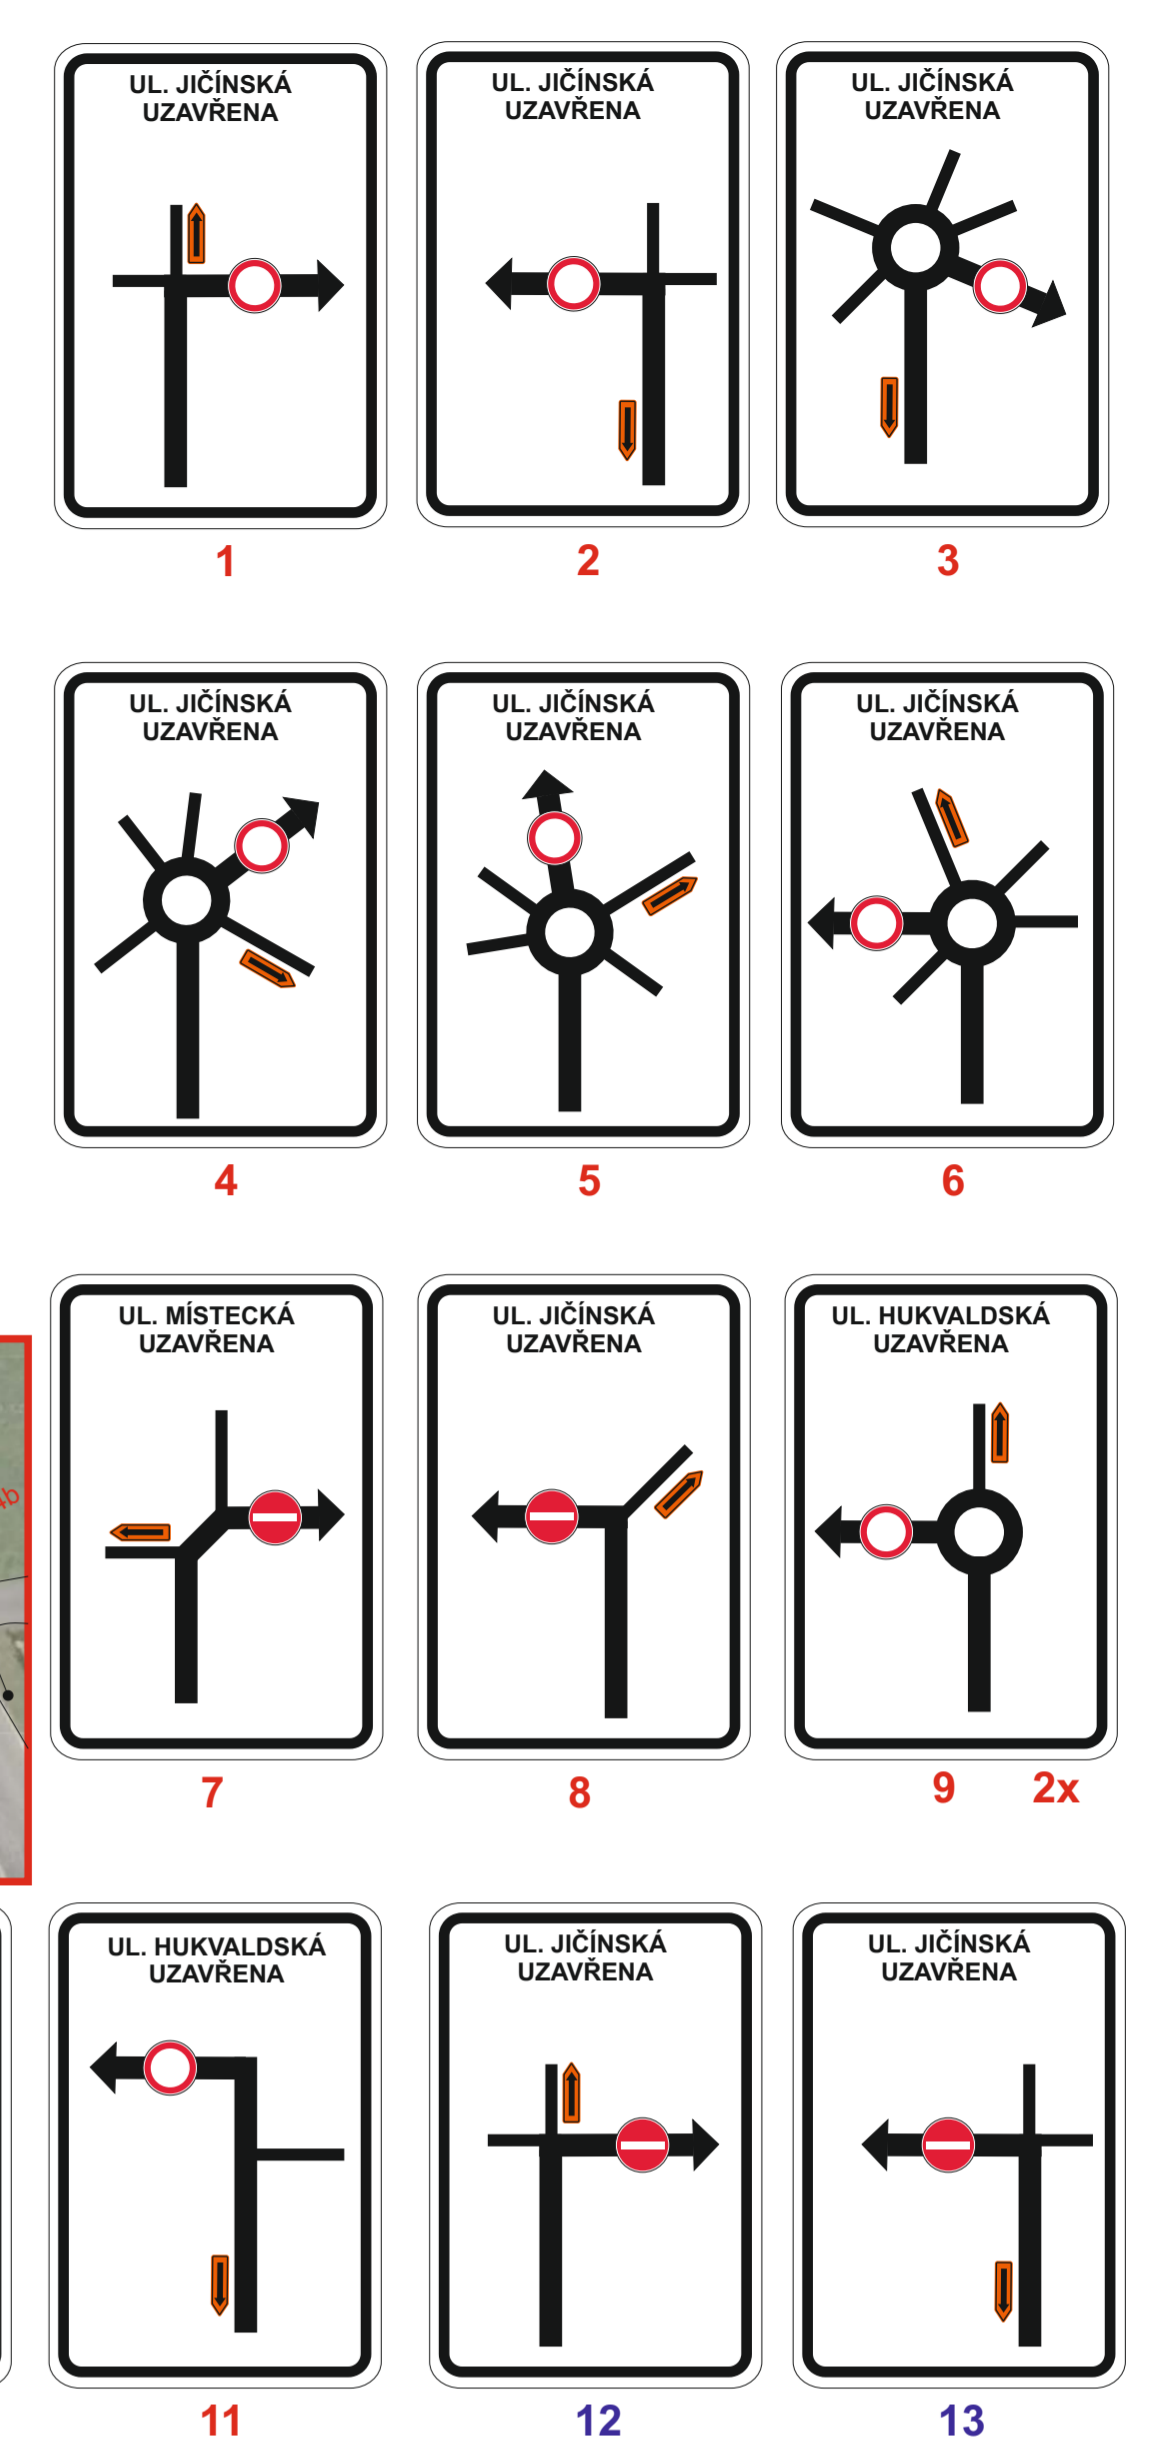 UL. JIČÍNSKÁ
UZAVŘENA
1
UL. JIČÍNSKÁ
UZAVŘENA
2
UL. JIČÍNSKÁ
UZAVŘENA
3
UL. JIČÍNSKÁ
UZAVŘENA
4
UL. JIČÍNSKÁ
UZAVŘENA
5
UL. JIČÍNSKÁ
UZAVŘENA
6
4b
UL. MÍSTECKÁ
UZAVŘENA
7
UL. JIČÍNSKÁ
UZAVŘENA
8
UL. HUKVALDSKÁ
UZAVŘENA
9 2x
UL. HUKVALDSKÁ
UZAVŘENA
11
UL. JIČÍNSKÁ
UZAVŘENA
12
UL. JIČÍNSKÁ
UZAVŘENA
13